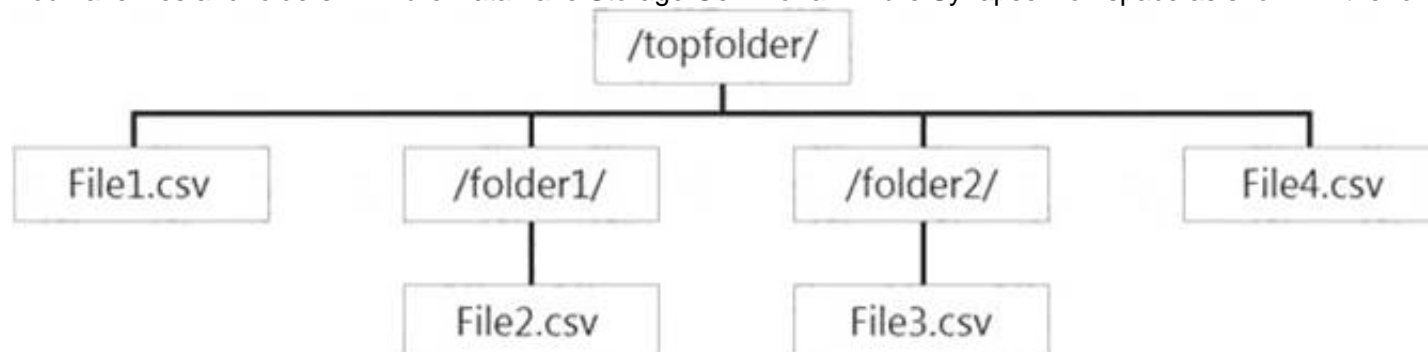 /topfolder/
File1.csv
/folder1/
/folder2/
File4.csv
File2.csv
File3.csv